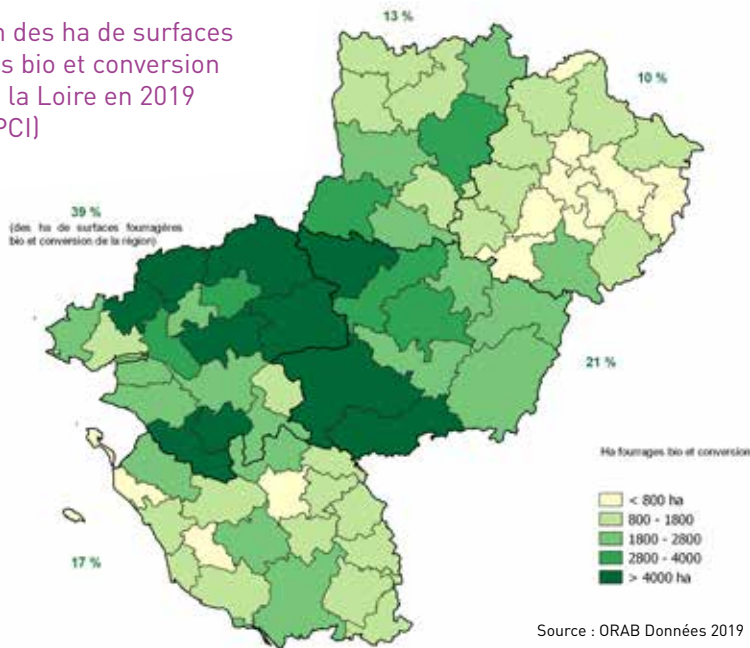 n des ha de surfaces
s bio et conversion
la Loire en 2019
PCI)
13 %
10 %
39 %
(des ha de surfaces fourragères
bio et conversion de la région)
21 %
17 %
Ha fourrages bio et conversion
< 800 ha
800 - 1800
1800 - 2800
2800 - 4000
> 4000 ha
Source : ORAB Données 2019